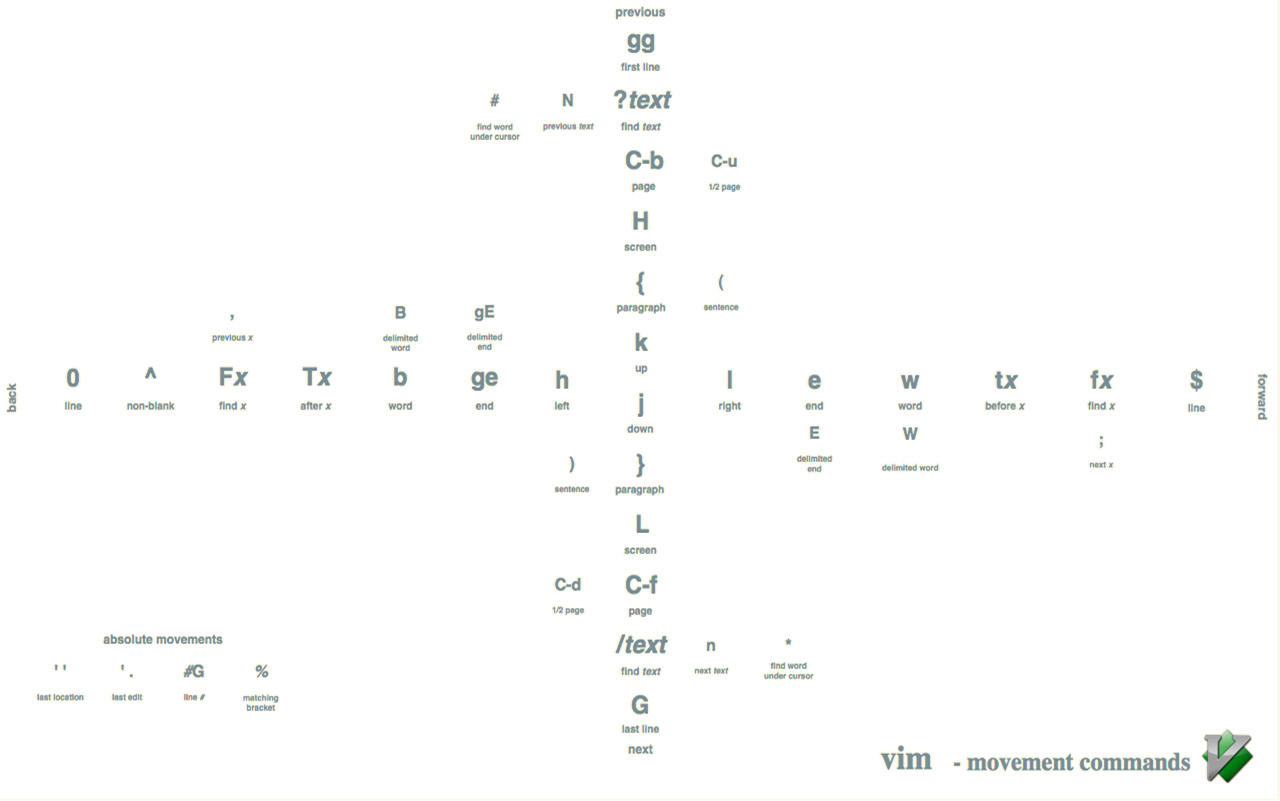 previous
gg
first line
# N ?text
find word previous text find text
under cursor
C-b C-u
page 1/2 page
H
screen
{ (
paragraph sentence
, B gE
previous x delimited delimited
word end
k
up
back 0 ^ Fx Tx b ge h l e w tx fx $ forward
line non-blank find x after x word end left right end word before x find x line
j
down
E W ;
delimited delimited word next x
end
) }
sentence paragraph
L
screen
C-d C-f
1/2 page page
/text n *
find text next text find word
under cursor
absolute movements
' ' ' . #G %
last location last edit line # matching
bracket
G
last line
next
vim - movement commands